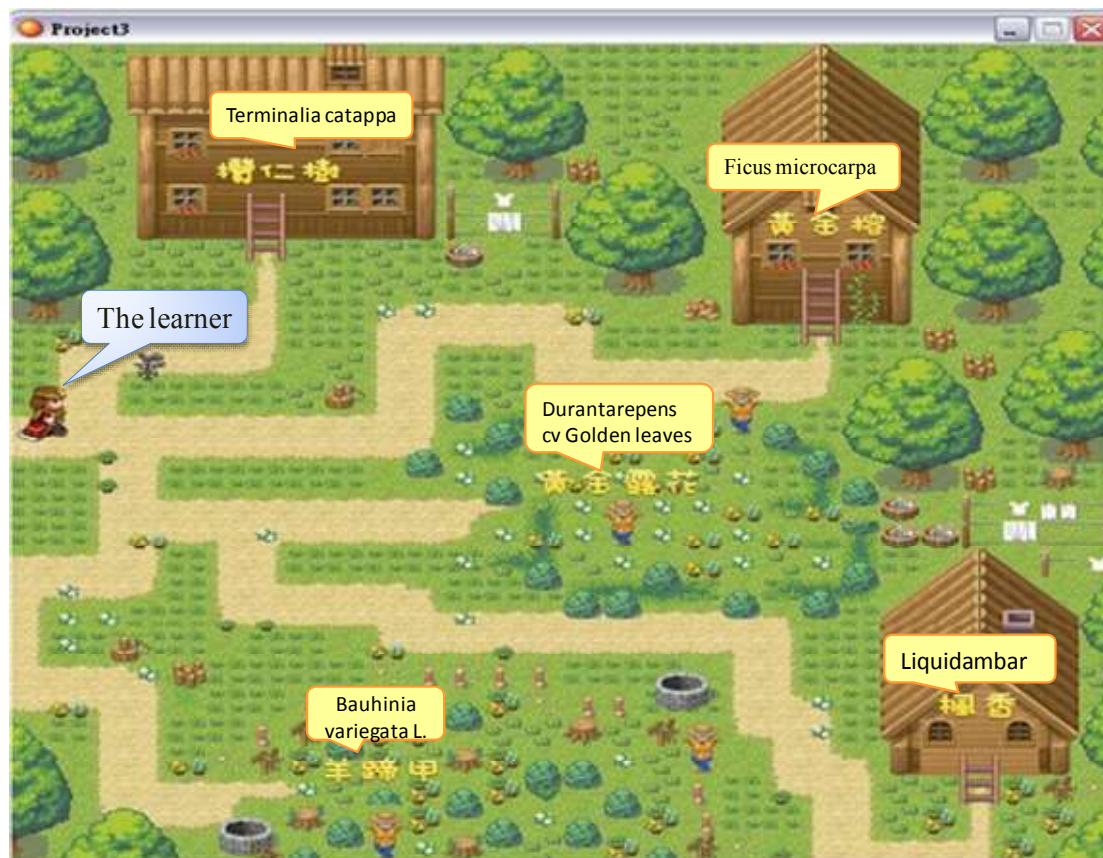 Project3
Terminalia catappa
欖仁樹
Ficus microcarpa
黃金榕
The learner
Durantarepens
cv Golden leaves
黃金露花
Liquidambar
楓香
Bauhinia
variegata L.
羊蹄甲